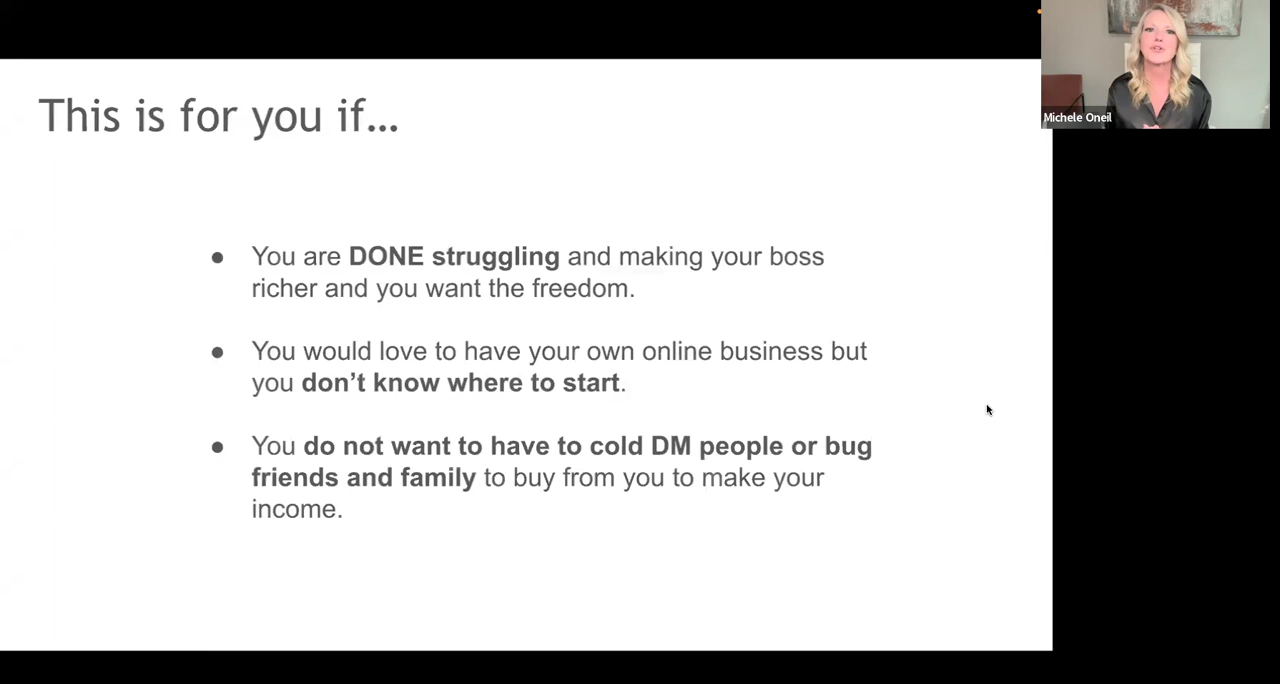 This is for you if...
● You are DONE struggling and making your boss
richer and you want the freedom.
● You would love to have your own online business but
you don’t know where to start.
● You do not want to have to cold DM people or bug
friends and family to buy from you to make your
income.
Michele Oneil